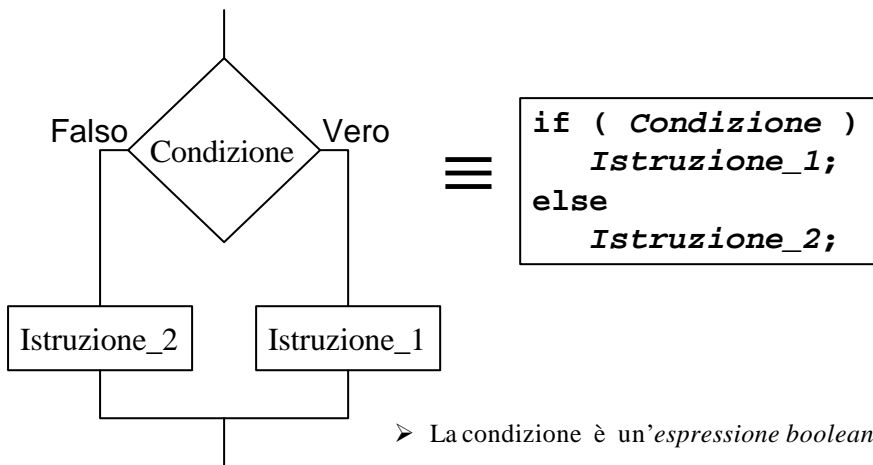 Falso
Vero
Condizione
Istruzione_2
Istruzione_1
≡
if ( Condizione )
Istruzione_1;
else
Istruzione_2;
➢ La condizione è un'espressione boolean